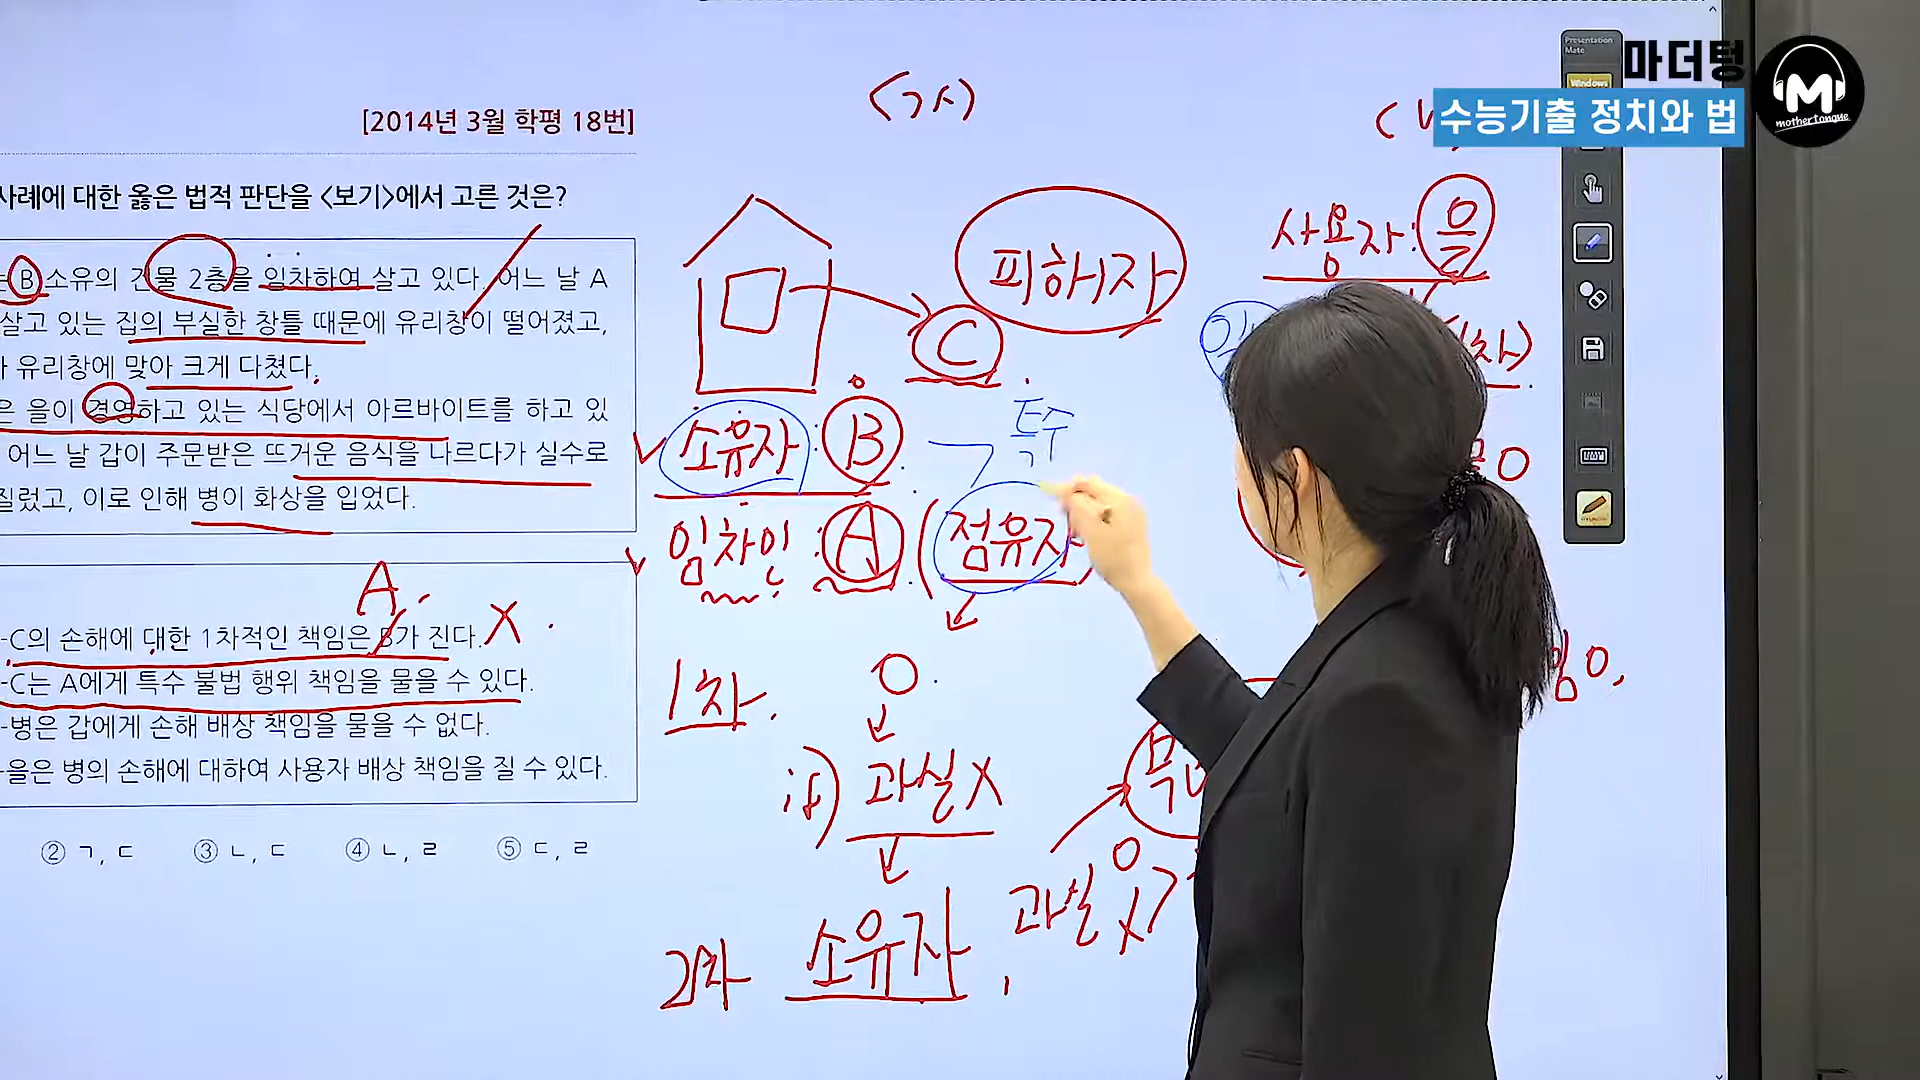 [2014년 3월 학평 18번]
사례에 대한 옳은 법적 판단을 <보기>에서 고른 것은?
B 소유의 건물 2층을 임차하여 살고 있다. 어느 날 A
살고 있는 집의 부실한 창틀 때문에 유리창이 떨어졌고,
유리창에 맞아 크게 다쳤다.
은 을이 경영하고 있는 식당에서 아르바이트를 하고 있
어느 날 갑이 주문받은 뜨거운 음식을 나르다가 실수로
질렀고, 이로 인해 병이 화상을 입었다.
A
-C의 손해에 대한 1차적인 책임은 B가 진다. X
-C는 A에게 특수 불법 행위 책임을 물을 수 있다.
-병은 갑에게 손해 배상 책임을 물을 수 없다.
을은 병의 손해에 대하여 사용자 배상 책임을 질 수 있다.
② ㄱ, ㄷ ③ ㄴ, ㄷ ④ ㄴ, ㄹ ⑤ ㄷ, ㄹ
(가)
피해자
C
소유자 : B
특수
임차인 : A (점유자)
1차. O
if) 과실 X
2차 소유자
과실 O X
사용자 : 을
Presentation Mate
Windows
마더텅
수능기출 정치와 법
M
mothertongue